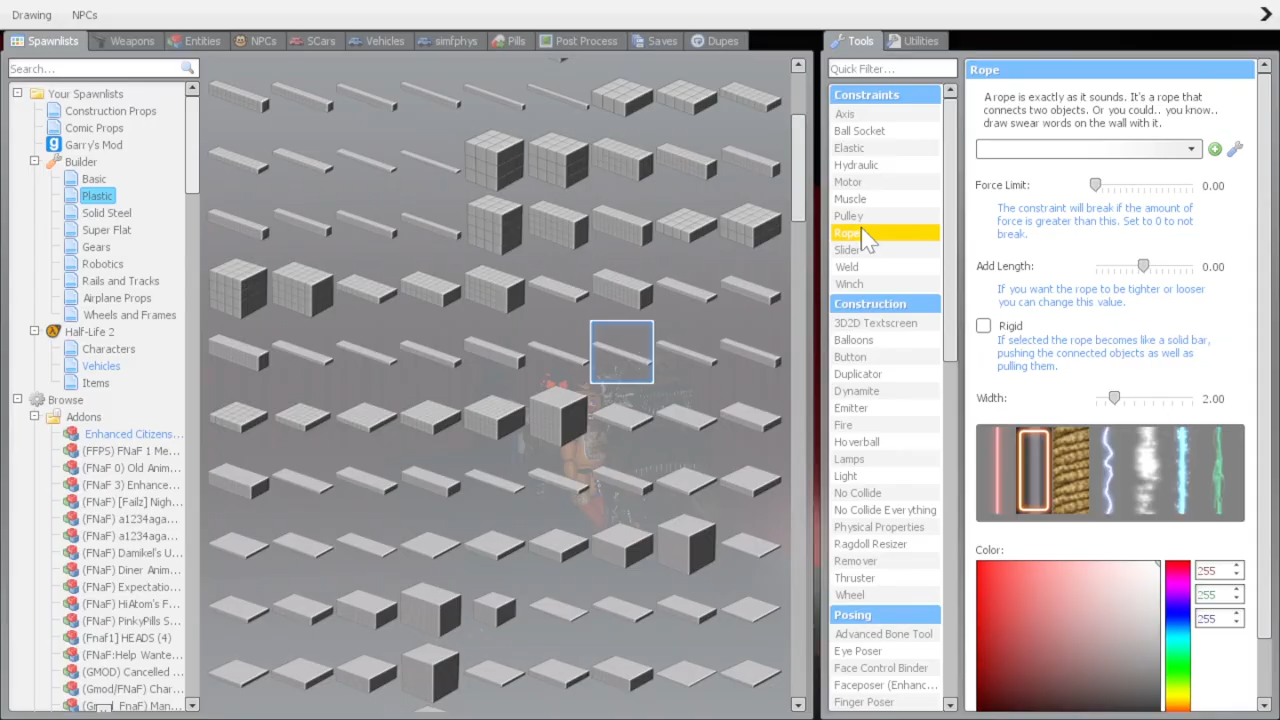 Drawing NPCs
Spawnlists Weapons Entities NPCs SCars Vehicles simfphys Pills Post Process Saves Dupes
Search...
Your Spawnlists
Construction Props
Comic Props
Garry's Mod
Builder
Basic
Plastic
Solid Steel
Super Flat
Gears
Robotics
Rails and Tracks
Airplane Props
Wheels and Frames
Half-Life 2
Characters
Vehicles
Items
Browse
Addons
Enhanced Citizens...
(FFPS) FNaF 1 Me...
(FNaF 0) Old Anim...
(FNaF 3) Enhance...
(FNaF) [Failz] Nigh...
(FNaF) a1234aga...
(FNaF) a1234aga...
(FNaF) Damikel's U...
(FNaF) Diner Anim...
(FNaF) Expectatio...
(FNaF) HiAtom's F...
(FNaF) PinkyPills S...
(Fnaf1) HEADS (4)
(FNaF:Help Wante...
(GMOD) Cancelled ...
(Gmod/FNaF) Char...
FnaF) Man...
Tools Utilities
Quick Filter...
Constraints
Axis
Ball Socket
Elastic
Hydraulic
Motor
Muscle
Pulley
Rope
Slider
Weld
Winch
Construction
3D2D Textscreen
Balloons
Button
Duplicator
Dynamite
Emitter
Fire
Hoverball
Lamps
Light
No Collide
No Collide Everything
Physical Properties
Ragdoll Resizer
Remover
Thruster
Wheel
Posing
Advanced Bone Tool
Eye Poser
Face Control Binder
Faceposer (Enhanc...
Finger Poser
Rope
A rope is exactly as it sounds. It's a rope that
connects two objects. Or you could.. you know..
draw swear words on the wall with it.
Force Limit: 0.00
The constraint will break if the amount of
force is greater than this. Set to 0 to not
break.
Add Length: 0.00
If you want the rope to be tighter or looser
you can change this value.
Rigid
If selected the rope becomes like a solid bar,
pushing the connected objects as well as
pulling them.
Width: 2.00
Color:
255
255
255